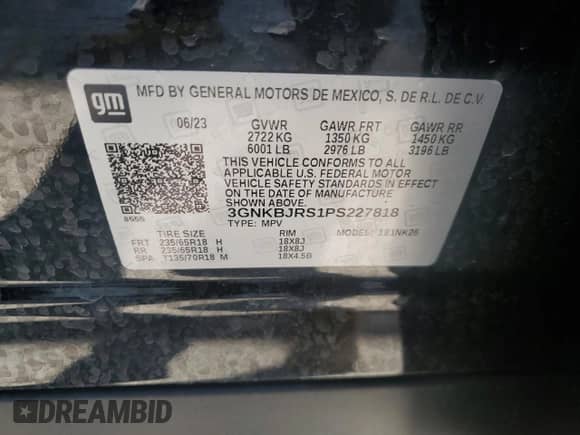 gm
MFD BY GENERAL MOTORS DE MEXICO, S. DE R.L. DE C.V.
06/23 GVWR GAWR FRT GAWR RR
2722 KG 1350 KG 1450 KG
6001 LB 2976 LB 3196 LB
THIS VEHICLE CONFORMS TO ALL
APPLICABLE U.S. FEDERAL MOTOR
VEHICLE SAFETY STANDARDS IN EFFECT
ON THE DATE OF MANUFACTURE SHOWN ABOVE.
3GNKBJRS1PS227818
TYPE: MPV MODEL: 1S1NK26
TIRE SIZE RIM
FRT 235/65R18 H 18X8J
RR 235/65R18 H 18X8J
SPA T135/70R18 M 18X4.5B
DREAMBID